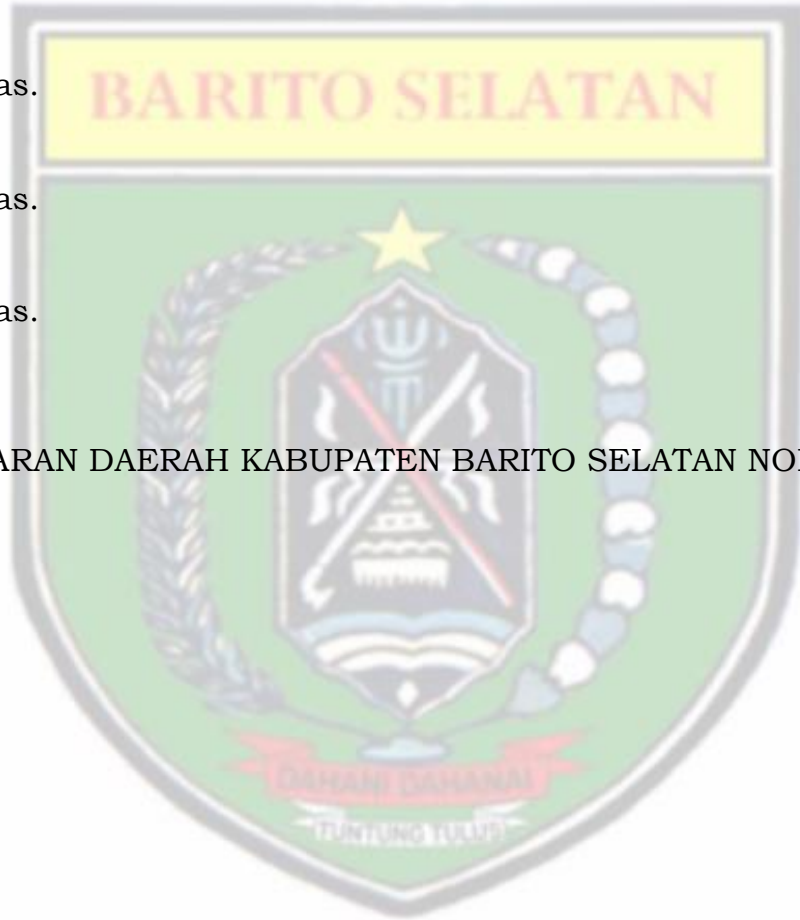 BARITO SELATAN
as.
as.
as.
ARAN DAERAH KABUPATEN BARITO SELATAN NO
DAHANI DAHANAI
TUNTUNG TULUS